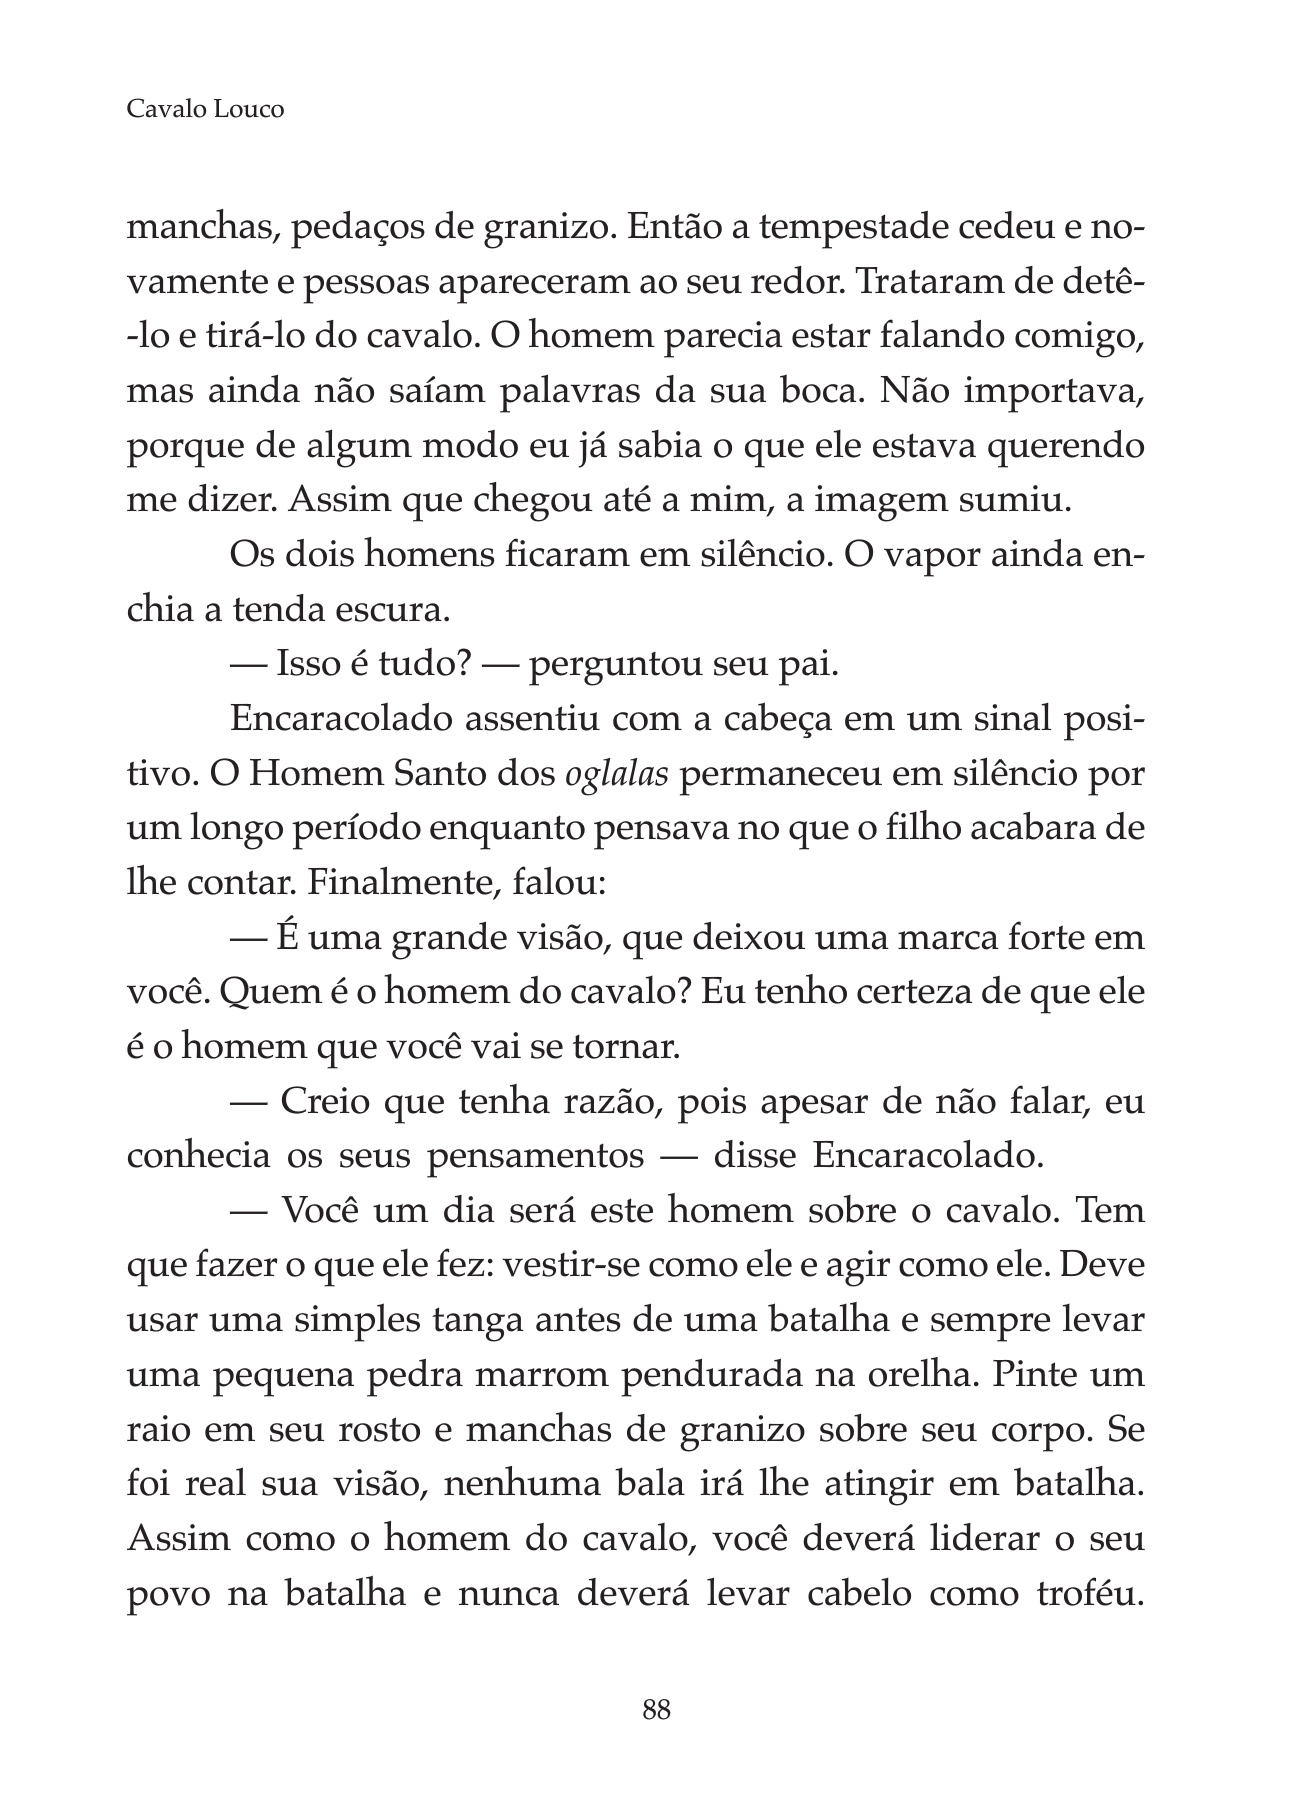 Cavalo Louco
manchas, pedaços de granizo. Então a tempestade cedeu e no-
vamente e pessoas apareceram ao seu redor. Trataram de detê-
-lo e tirá-lo do cavalo. O homem parecia estar falando comigo,
mas ainda não saíam palavras da sua boca. Não importava,
porque de algum modo eu já sabia o que ele estava querendo
me dizer. Assim que chegou até a mim, a imagem sumiu.
Os dois homens ficaram em silêncio. O vapor ainda en-
chia a tenda escura.
— Isso é tudo? — perguntou seu pai.
Encaracolado assentiu com a cabeça em um sinal posi-
tivo. O Homem Santo dos oglalas permaneceu em silêncio por
um longo período enquanto pensava no que o filho acabara de
lhe contar. Finalmente, falou:
— É uma grande visão, que deixou uma marca forte em
você. Quem é o homem do cavalo? Eu tenho certeza de que ele
é o homem que você vai se tornar.
— Creio que tenha razão, pois apesar de não falar, eu
conhecia os seus pensamentos — disse Encaracolado.
— Você um dia será este homem sobre o cavalo. Tem
que fazer o que ele fez: vestir-se como ele e agir como ele. Deve
usar uma simples tanga antes de uma batalha e sempre levar
uma pequena pedra marrom pendurada na orelha. Pinte um
raio em seu rosto e manchas de granizo sobre seu corpo. Se
foi real sua visão, nenhuma bala irá lhe atingir em batalha.
Assim como o homem do cavalo, você deverá liderar o seu
povo na batalha e nunca deverá levar cabelo como troféu.
88